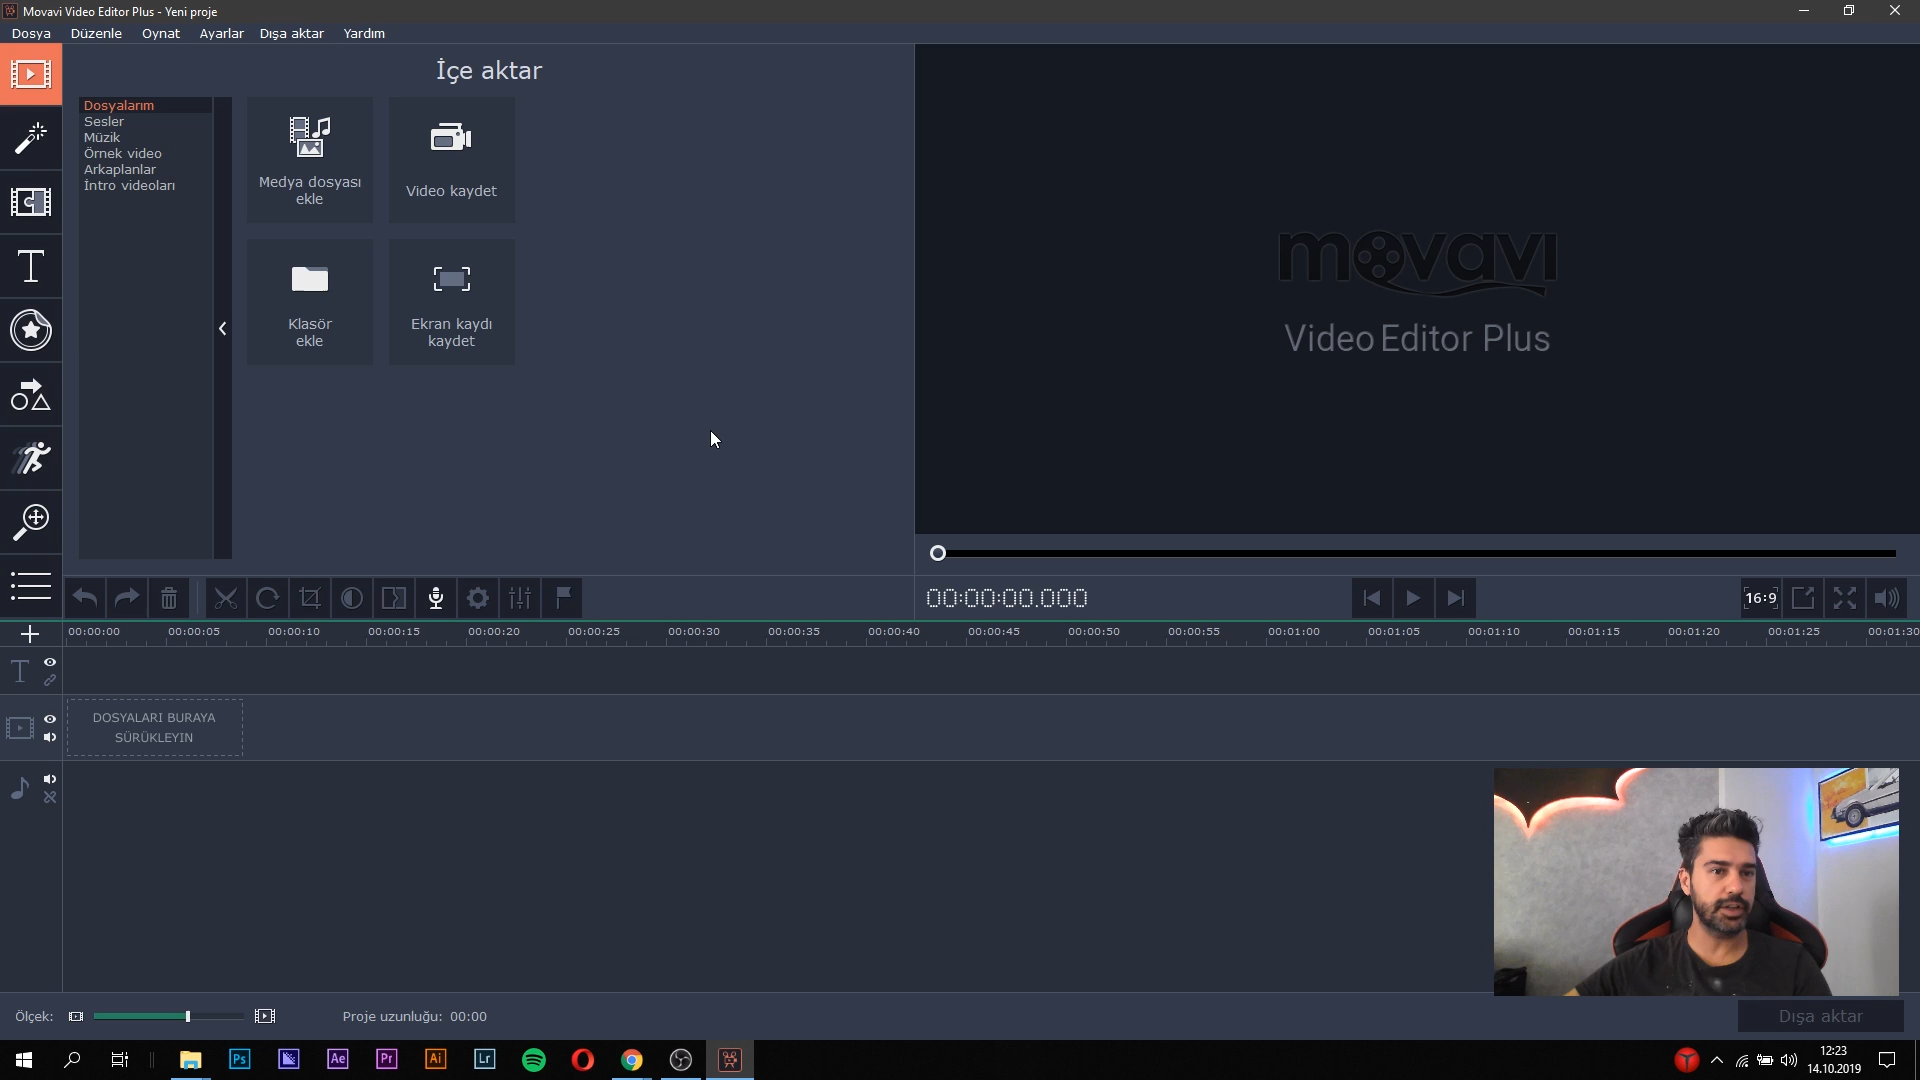 Movavi Video Editor Plus - Yeni proje
Dosya Düzenle Oynat Ayarlar Dışa aktar Yardım
İçe aktar
Dosyalarım
Sesler
Müzik
Örnek video
Arkaplanlar
İntro videoları
Medya dosyası
ekle
Video kaydet
Klasör
ekle
Ekran kaydı
kaydet
movavi
Video Editor Plus
00:00:00.000
16:9
00:00:00 00:00:05 00:00:10 00:00:15 00:00:20 00:00:25 00:00:30 00:00:35 00:00:40 00:00:45 00:00:50 00:00:55 00:01:00 00:01:05 00:01:10 00:01:15 00:01:20 00:01:25 00:01:30
DOSYALARI BURAYA
SÜRÜKLEYİN
Ölçek:
Proje uzunluğu: 00:00
Dışa aktar
Ps Ae Pr Ai Lr
12:23
14.10.2019